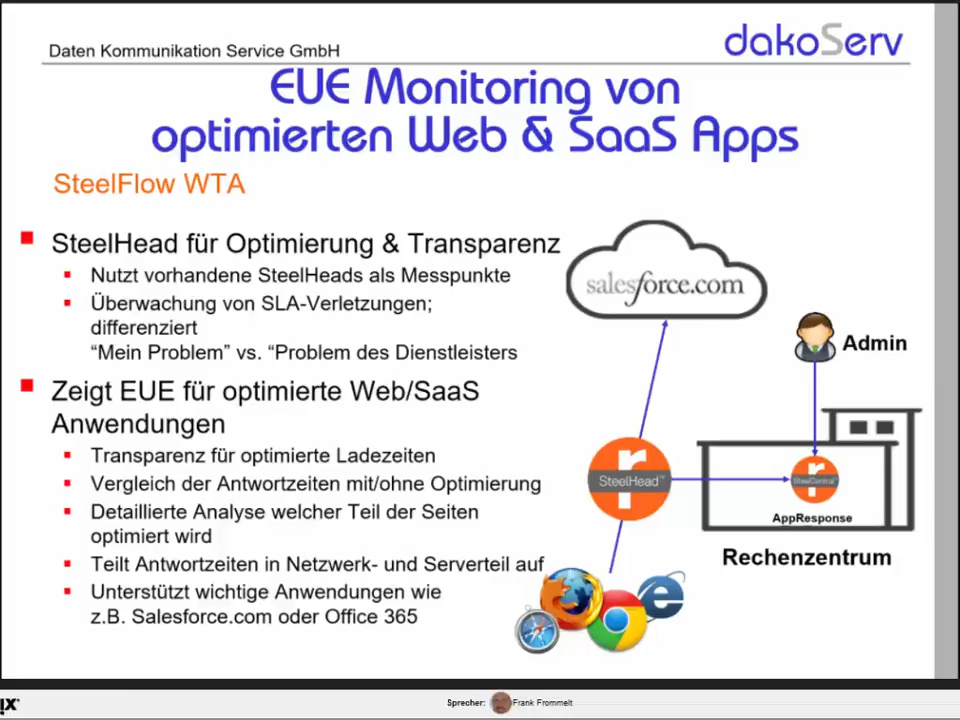 Daten Kommunikation Service GmbH
dakoServ
EUE Monitoring von
optimierten Web & SaaS Apps
SteelFlow WTA
SteelHead für Optimierung & Transparenz
Nutzt vorhandene SteelHeads als Messpunkte
Überwachung von SLA-Verletzungen;
differenziert
“Mein Problem” vs. “Problem des Dienstleisters
Zeigt EUE für optimierte Web/SaaS
Anwendungen
Transparenz für optimierte Ladezeiten
Vergleich der Antwortzeiten mit/ohne Optimierung
Detaillierte Analyse welcher Teil der Seiten
optimiert wird
Teilt Antwortzeiten in Netzwerk- und Serverteil auf
Unterstützt wichtige Anwendungen wie
z.B. Salesforce.com oder Office 365
salesforce.com
Admin
SteelHead™
SteelCentral™
AppResponse
Rechenzentrum
Sprecher: Frank Frommelt